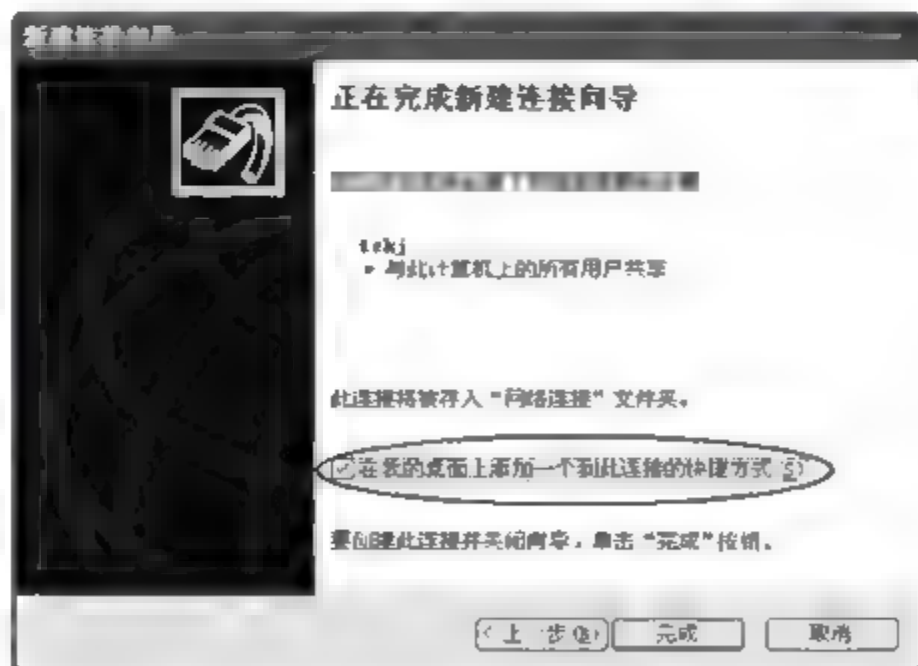 新建连接向导
正在完成新建连接向导
tckj
• 与此计算机上的所有用户共享
此连接将被存入“网络连接”文件夹。
在我的桌面上添加一个到此连接的快捷方式(S)
要创建此连接并关闭向导，单击“完成”按钮。
<上一步(B) 完成 取消